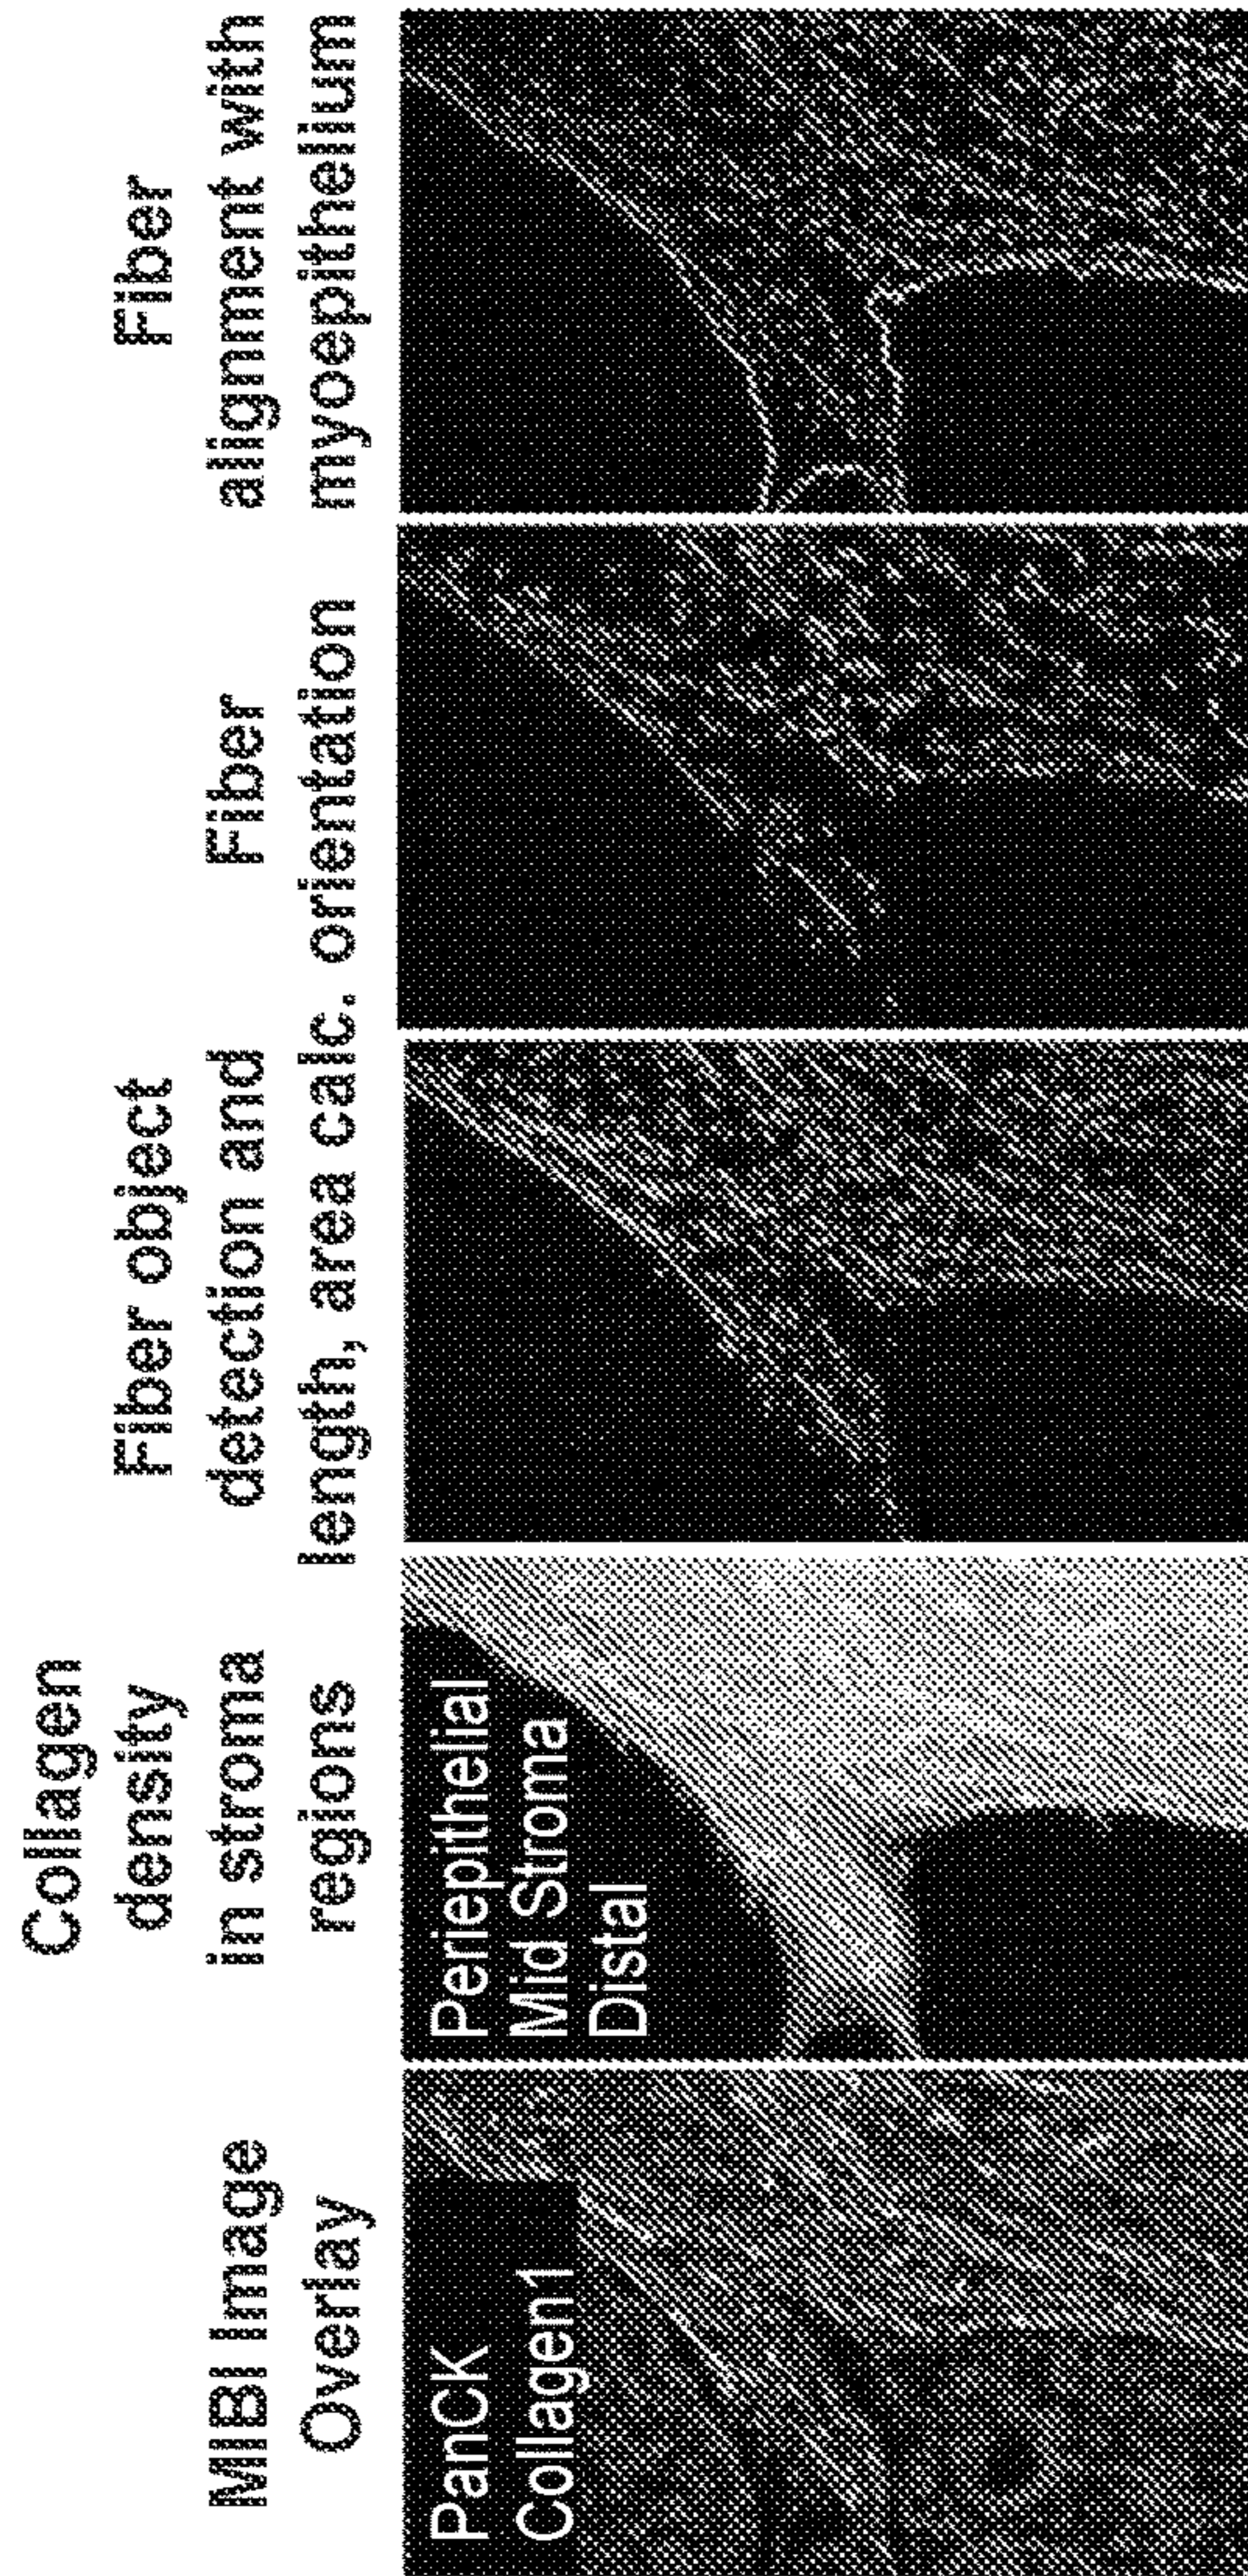 MIBI Image
Overlay
PanCK
Collagen1
Collagen
density
in stroma
regions
Periepithelial
Mid Stroma
Distal
Fiber object
detection and
length, area calc.
Fiber
orientation
Fiber
alignment with
myoepithelium